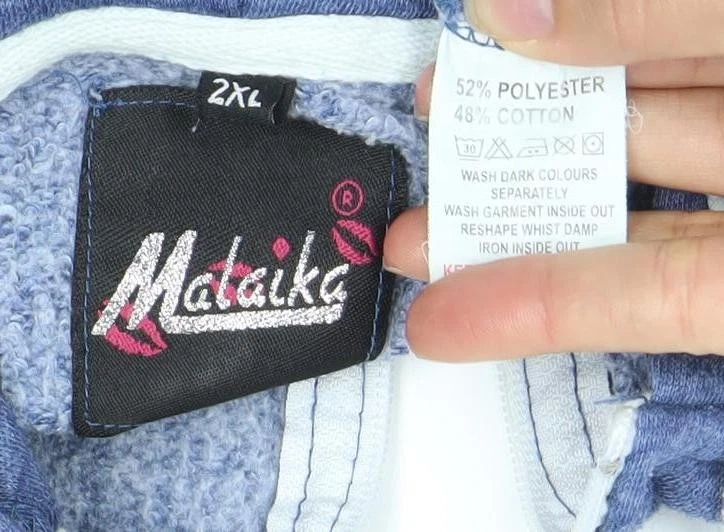 2XL
®
Malaika
52% POLYESTER
48% COTTON
30
WASH DARK COLOURS
SEPARATELY
WASH GARMENT INSIDE OUT
RESHAPE WHIST DAMP
IRON INSIDE OUT